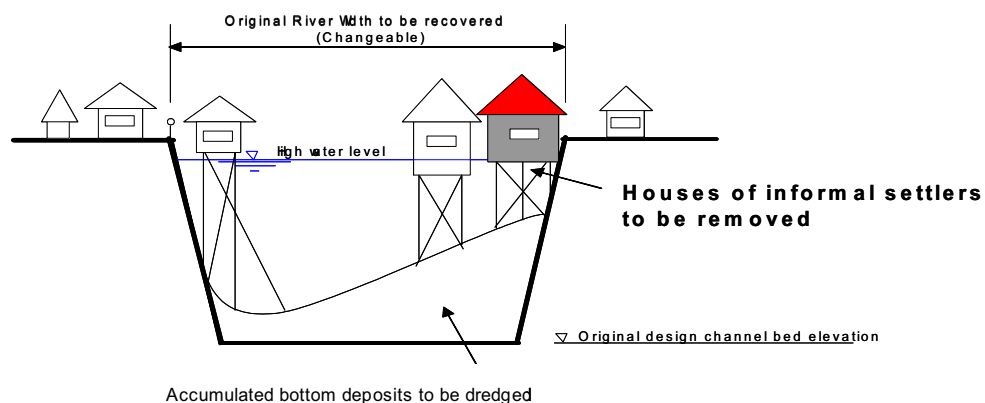 Original River Width to be recovered
(Changeable)
High water level
Houses of informal settlers
to be removed
Original design channel bed elevation
Accumulated bottom deposits to be dredged